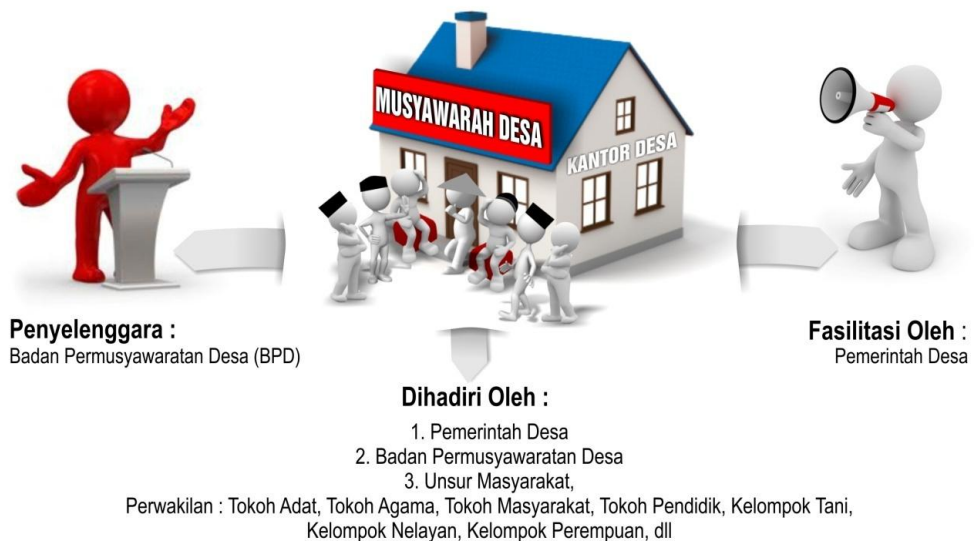 MUSYAWARAH DESA
KANTOR DESA
Penyelenggara :
Badan Permusyawaratan Desa (BPD)
Fasilitasi Oleh :
Pemerintah Desa
Dihadiri Oleh :
1. Pemerintah Desa
2. Badan Permusyawaratan Desa
3. Unsur Masyarakat,
Perwakilan : Tokoh Adat, Tokoh Agama, Tokoh Masyarakat, Tokoh Pendidik, Kelompok Tani,
Kelompok Nelayan, Kelompok Perempuan, dll